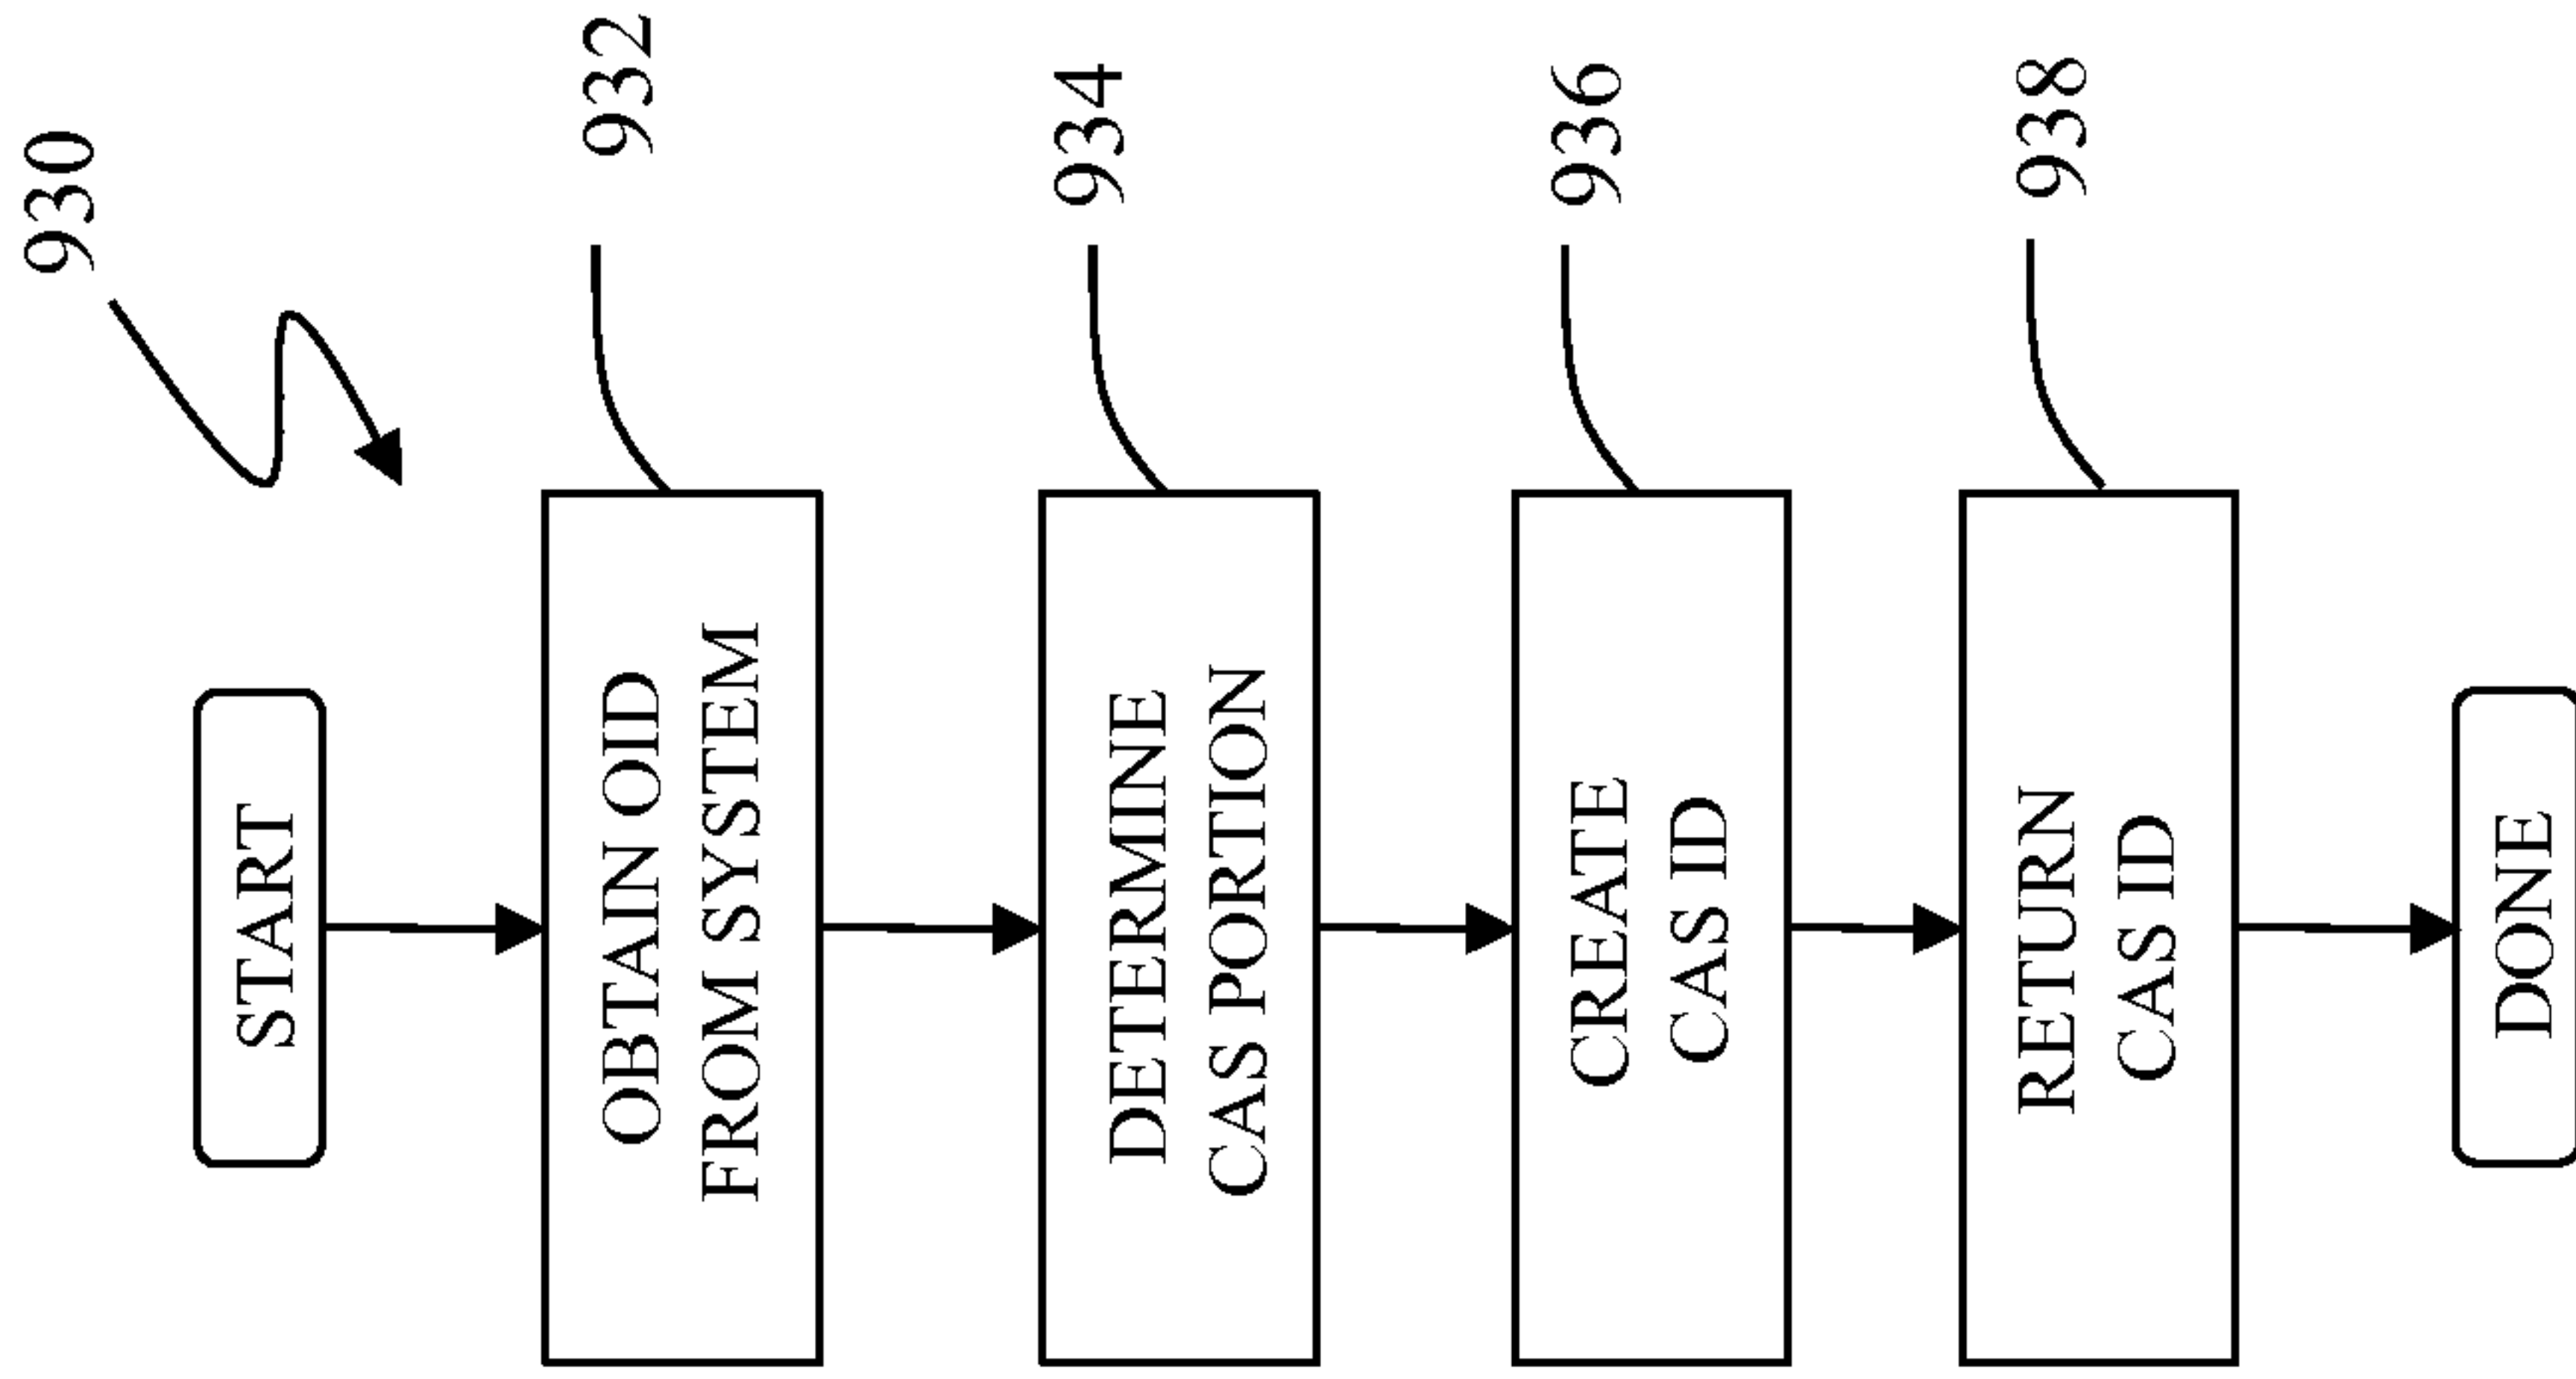 930
START
OBTAIN OID
FROM SYSTEM
932
DETERMINE
CAS PORTION
934
CREATE
CAS ID
936
RETURN
CAS ID
938
DONE